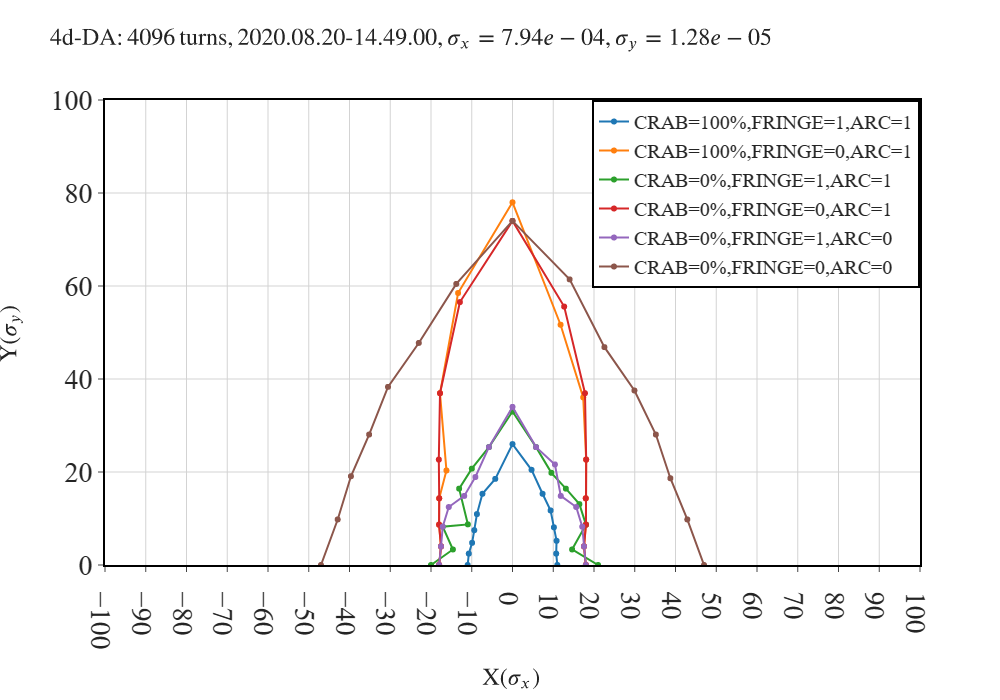 4d-DA: 4096 turns, 2020.08.20-14.49.00, σx = 7.94e − 04, σy = 1.28e − 05
CRAB=100%,FRINGE=1,ARC=1
CRAB=100%,FRINGE=0,ARC=1
CRAB=0%,FRINGE=1,ARC=1
CRAB=0%,FRINGE=0,ARC=1
CRAB=0%,FRINGE=1,ARC=0
CRAB=0%,FRINGE=0,ARC=0
100
80
60
40
20
0
Y(σy)
−100 −90 −80 −70 −60 −50 −40 −30 −20 −10 0 10 20 30 40 50 60 70 80 90 100
X(σx)